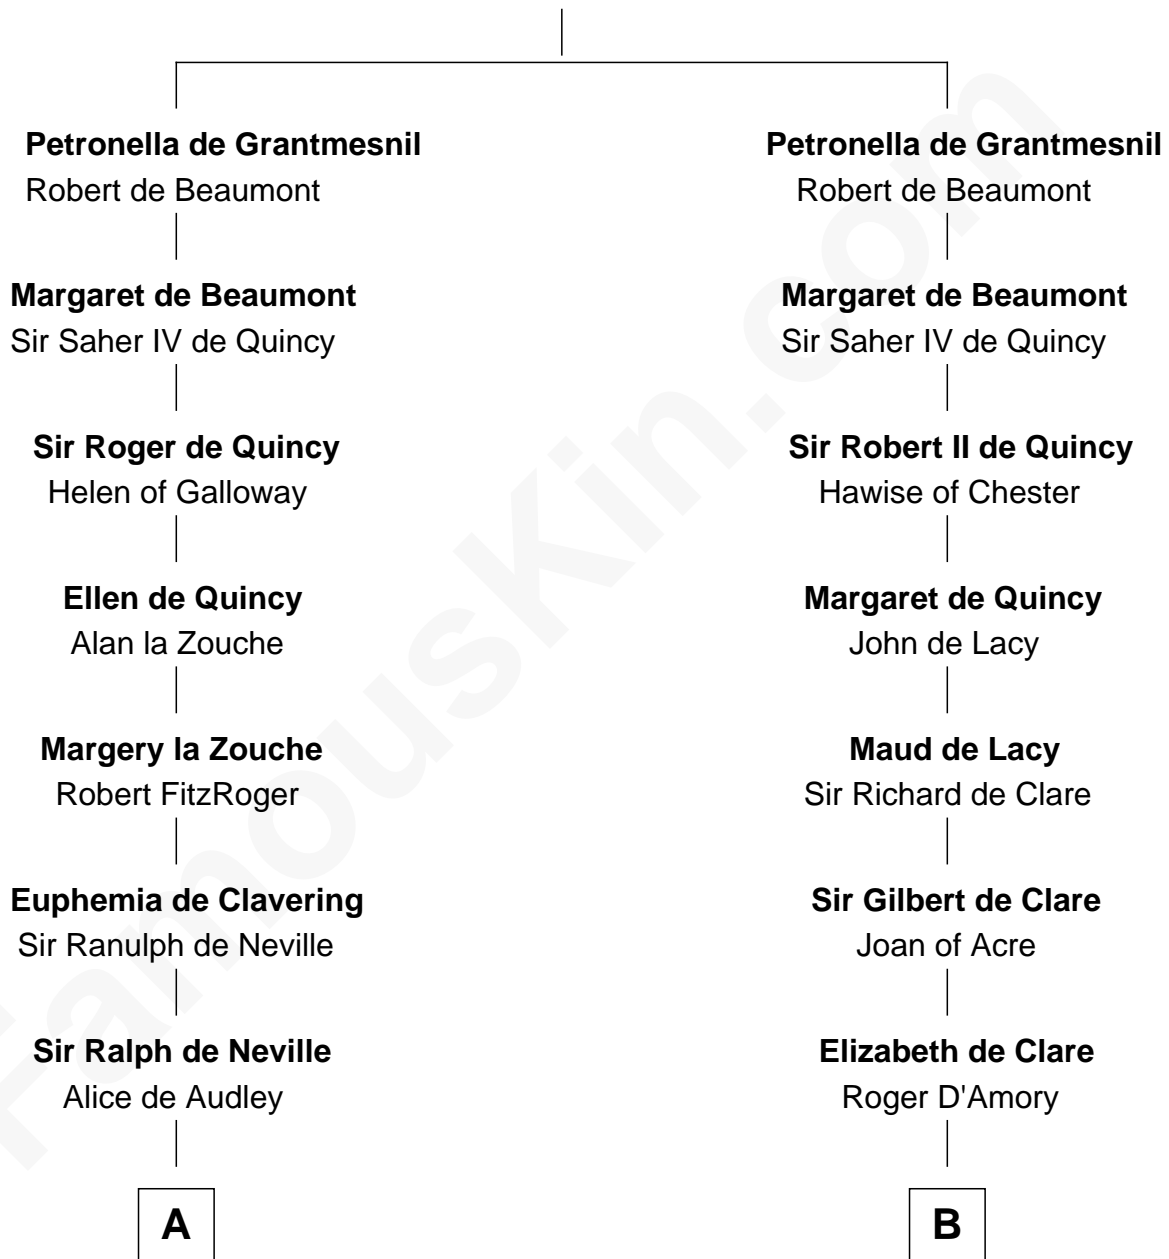 Petronella de Grantmesnil
Robert de Beaumont
Margaret de Beaumont
Sir Saher IV de Quincy
Sir Roger de Quincy
Helen of Galloway
Ellen de Quincy
Alan la Zouche
Margery la Zouche
Robert FitzRoger
Euphemia de Clavering
Sir Ranulph de Neville
Sir Ralph de Neville
Alice de Audley
A
Petronella de Grantmesnil
Robert de Beaumont
Margaret de Beaumont
Sir Saher IV de Quincy
Sir Robert II de Quincy
Hawise of Chester
Margaret de Quincy
John de Lacy
Maud de Lacy
Sir Richard de Clare
Sir Gilbert de Clare
Joan of Acre
Elizabeth de Clare
Roger D'Amory
B
FamousKin.com